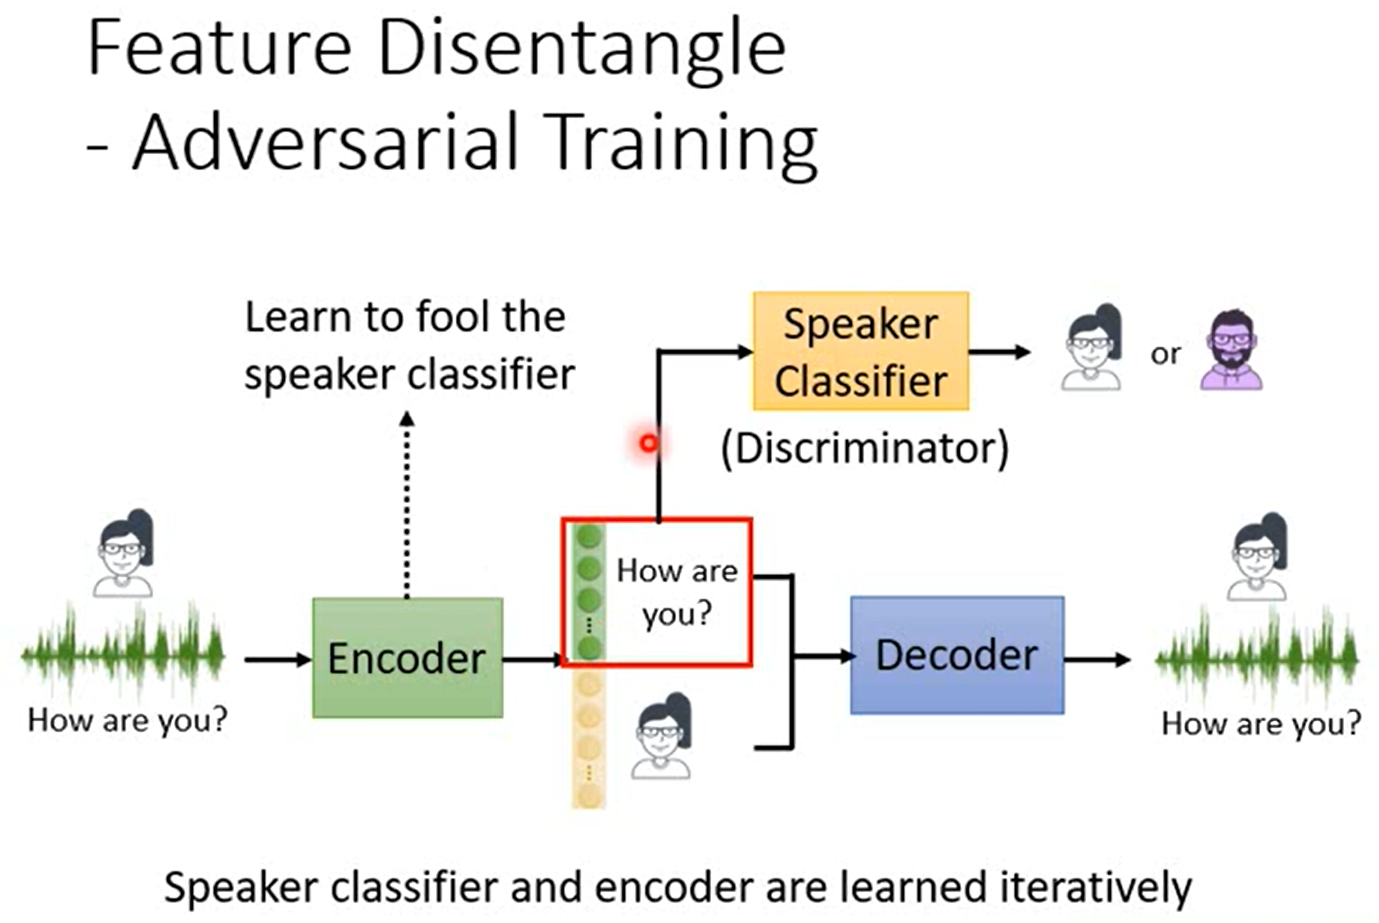 Feature Disentangle
- Adversarial Training
Learn to fool the
speaker classifier
Speaker
Classifier
or
(Discriminator)
How are
you?
Encoder
Decoder
How are you?
How are you?
Speaker classifier and encoder are learned iteratively